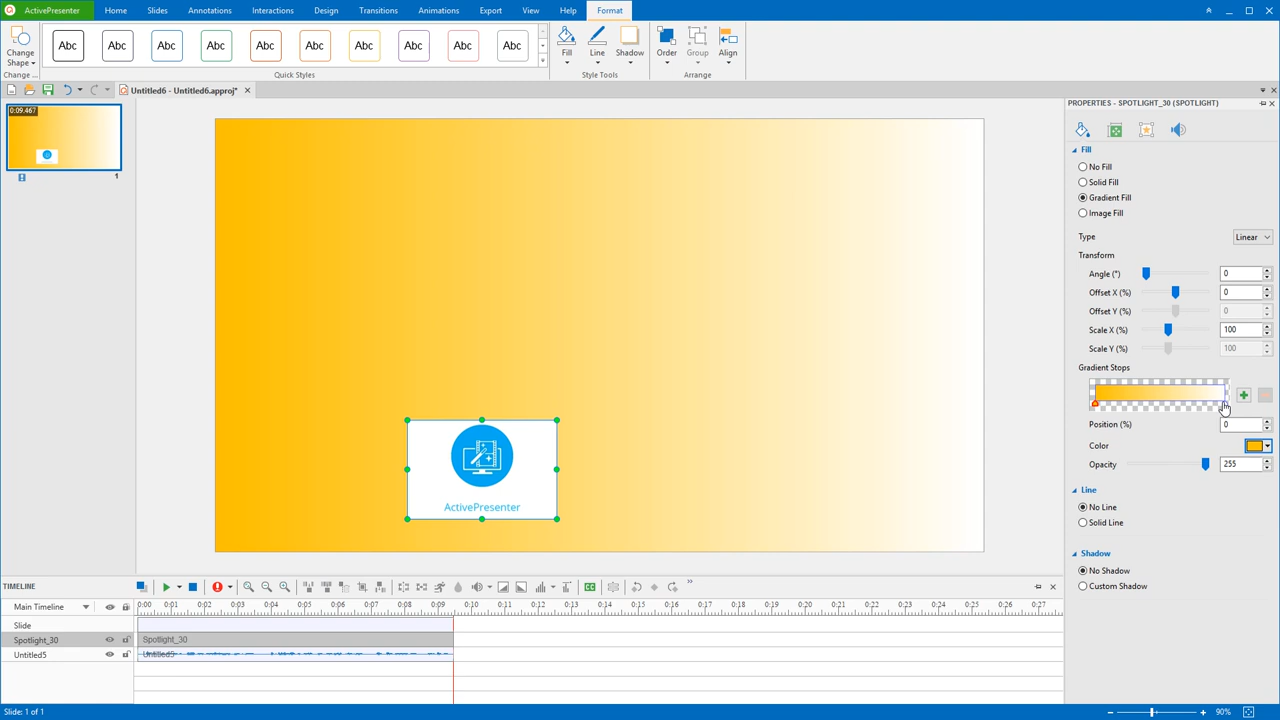 ActivePresenter Home Slides Annotations Interactions Design Transitions Animations Export View Help Format
Change Shape
Abc Abc Abc Abc Abc Abc Abc Abc Abc Abc
Fill Line Shadow
Order Group Align
Change ... Quick Styles Style Tools Arrange
Untitled6 - Untitled6.approj*
PROPERTIES - SPOTLIGHT_30 (SPOTLIGHT)
0:09.467
1
ActivePresenter
Fill
No Fill
Solid Fill
Gradient Fill
Image Fill
Type Linear
Transform
Angle (°) 0
Offset X (%) 0
Offset Y (%) 0
Scale X (%) 100
Scale Y (%) 100
Gradient Stops
Position (%) 0
Color
Opacity 255
Line
No Line
Solid Line
Shadow
No Shadow
Custom Shadow
TIMELINE
CC
Main Timeline 0:00 0:01 0:02 0:03 0:04 0:05 0:06 0:07 0:08 0:09 0:10 0:11 0:12 0:13 0:14 0:15 0:16 0:17 0:18 0:19 0:20 0:21 0:22 0:23 0:24 0:25 0:26 0:27
Slide
Spotlight_30 Spotlight_30
Untitled5 Untitled5
Slide: 1 of 1 90%